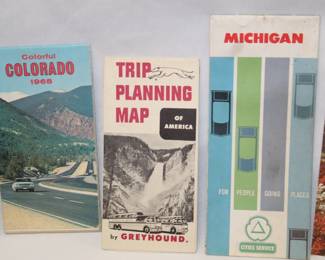 Colorful
COLORADO
1968
TRIP
PLANNING
MAP
OF
AMERICA
by GREYHOUND.
MICHIGAN
FOR PEOPLE GOING PLACES
CITIES SERVICE